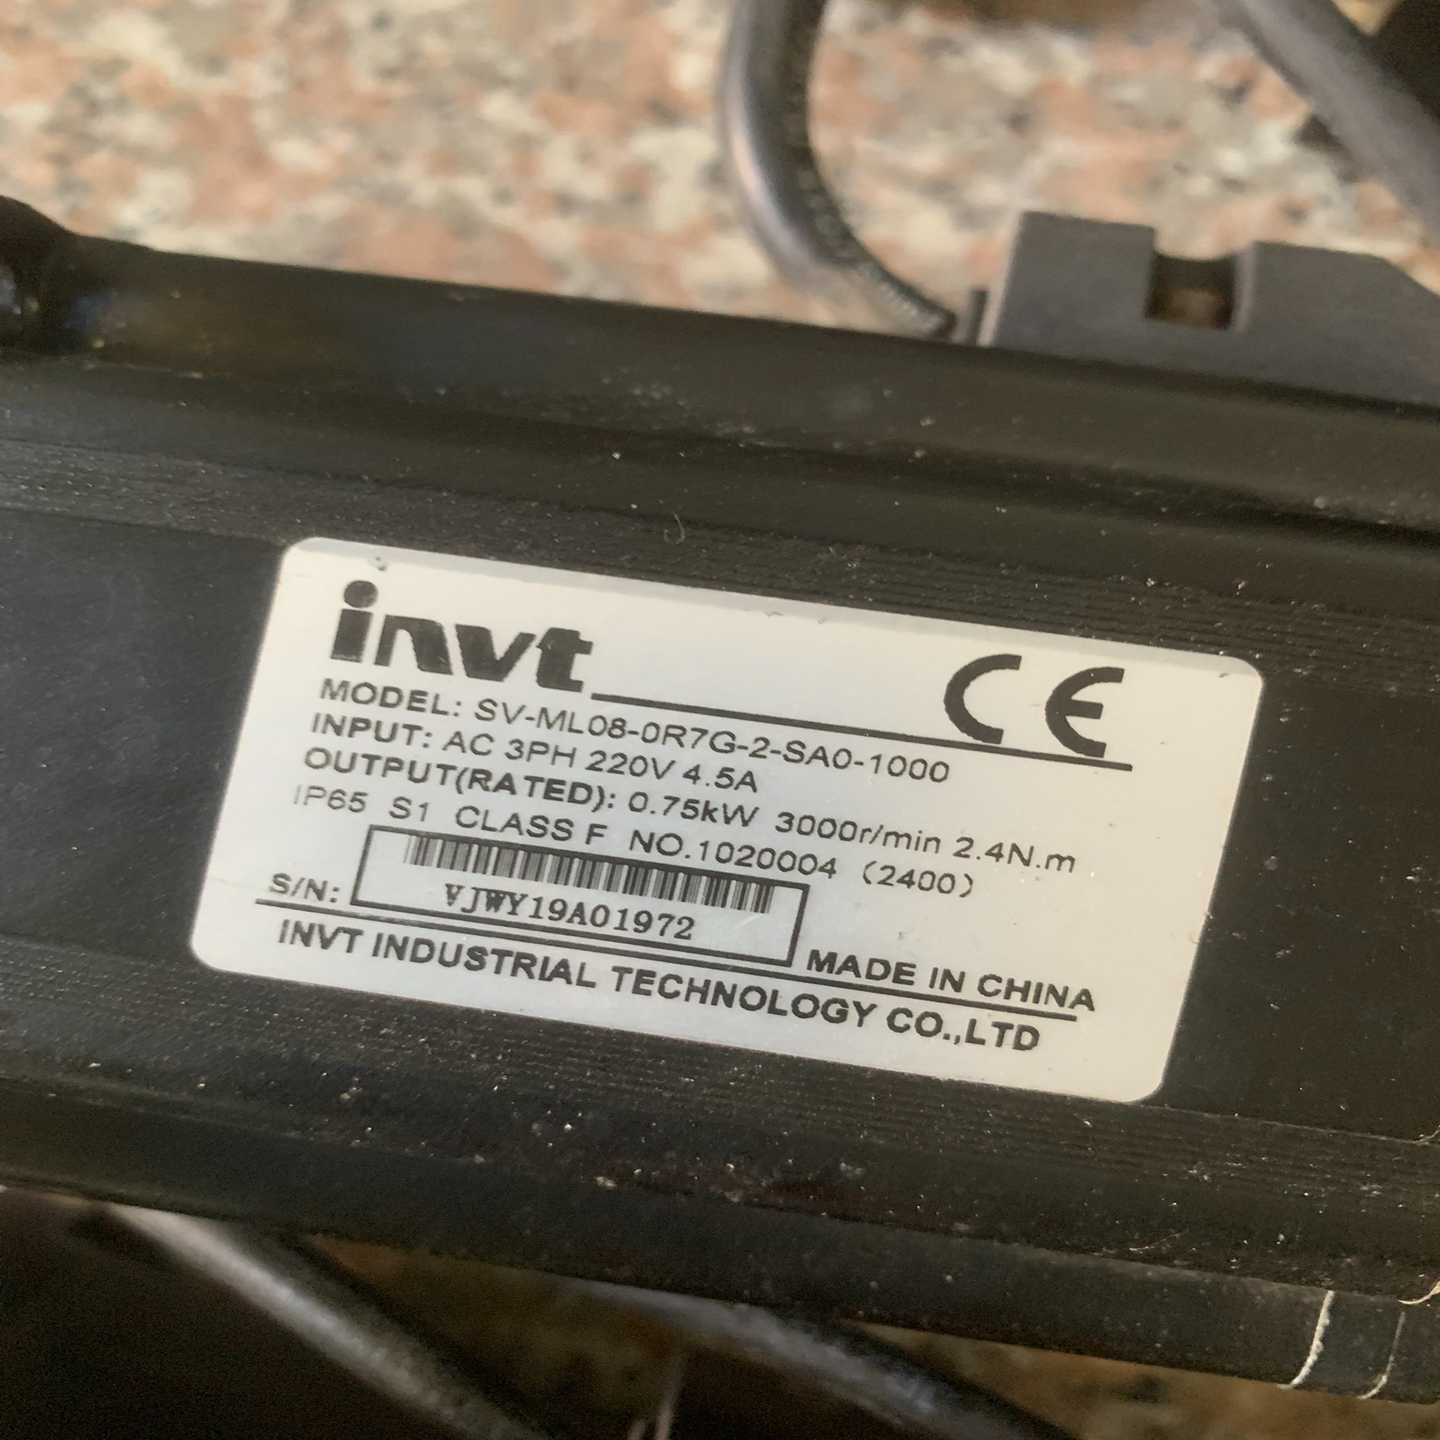 invt
CE
MODEL: SV-ML08-0R7G-2-SA0-1000
INPUT: AC 3PH 220V 4.5A
OUTPUT(RATED): 0.75kW 3000r/min 2.4N.m
IP65 S1 CLASS F NO.1020004 (2400)
S/N: VJWY19A01972
MADE IN CHINA
INVT INDUSTRIAL TECHNOLOGY CO.,LTD